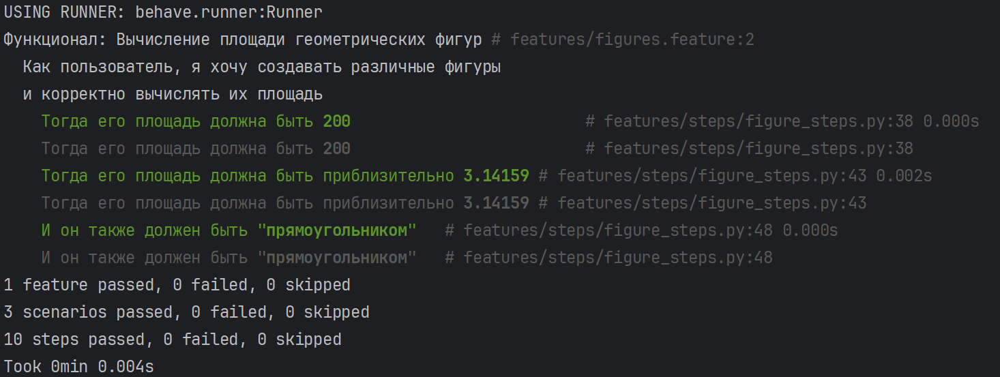 USING RUNNER: behave.runner:Runner
Функционал: Вычисление площади геометрических фигур # features/figures.feature:2
Как пользователь, я хочу создавать различные фигуры
и корректно вычислять их площадь
Тогда его площадь должна быть 200 # features/steps/figure_steps.py:38 0.000s
Тогда его площадь должна быть 200 # features/steps/figure_steps.py:38
Тогда его площадь должна быть приблизительно 3.14159 # features/steps/figure_steps.py:43 0.002s
Тогда его площадь должна быть приблизительно 3.14159 # features/steps/figure_steps.py:43
И он также должен быть "прямоугольником" # features/steps/figure_steps.py:48 0.000s
И он также должен быть "прямоугольником" # features/steps/figure_steps.py:48
1 feature passed, 0 failed, 0 skipped
3 scenarios passed, 0 failed, 0 skipped
10 steps passed, 0 failed, 0 skipped
Took 0min 0.004s